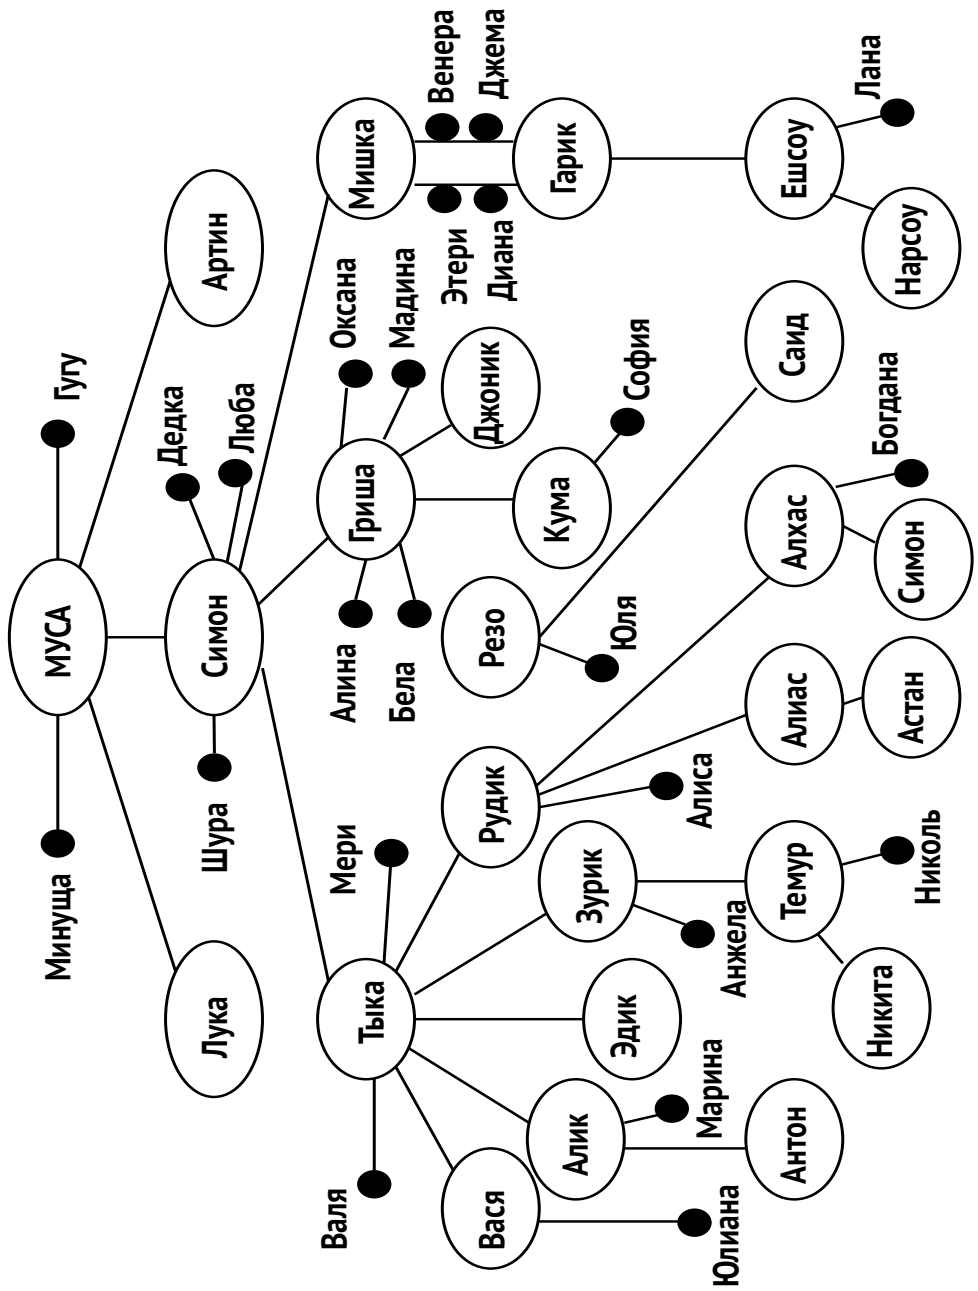 МУСА
Минуща
Гугу
Лука
Симон
Артин
Шура
Дедка
Люба
Тыка
Гриша
Мишка
Валя
Мери
Алина
Бела
Оксана
Мадина
Этери
Диана
Венера
Джема
Вася
Алик
Эдик
Зурик
Рудик
Резо
Кума
Джоник
Гарик
Юлиана
Марина
Анжела
Алиса
Юля
София
Антон
Темур
Алиас
Алхас
Саид
Ешсоу
Никита
Николь
Астан
Симон
Богдана
Нарсоу
Лана